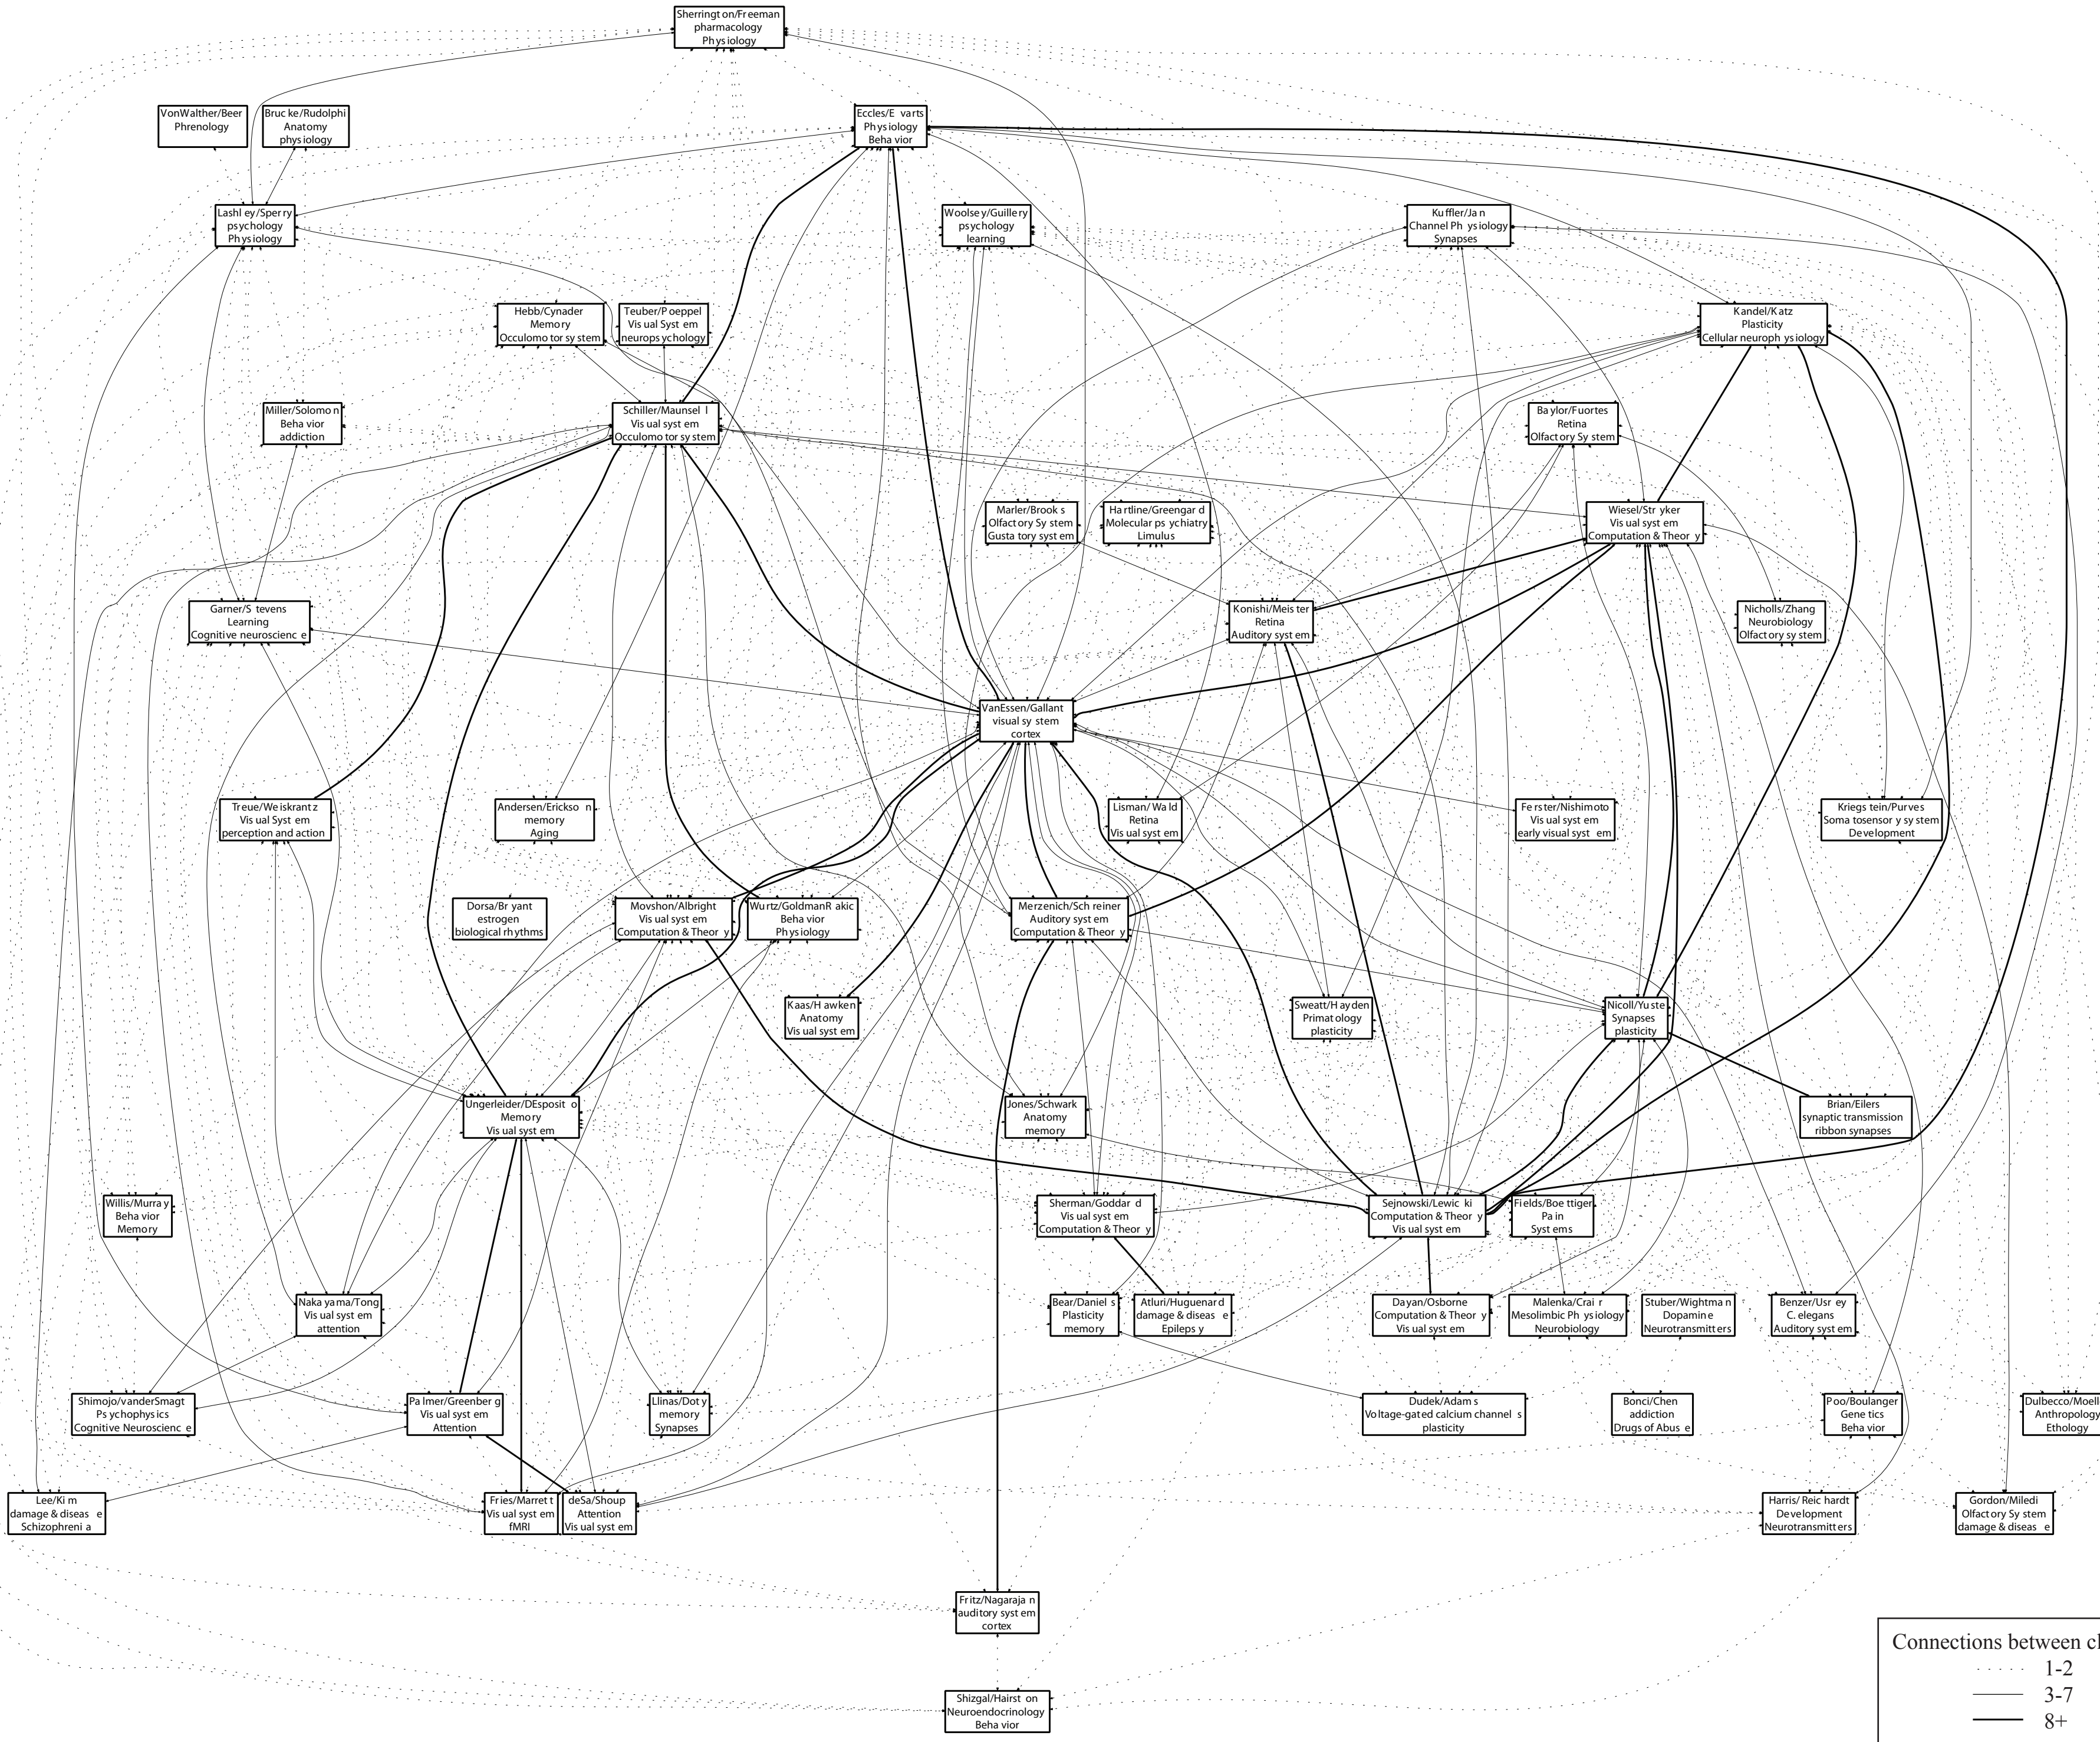 Sherrington/Freeman
pharmacology
Physiology
VonWalther/Beer
Phrenology
Brucke/Rudolphi
Anatomy
physiology
Eccles/Evarts
Physiology
Behavior
Lashley/Sperry
psychology
Physiology
Woolsey/Guillery
psychology
learning
Kuffler/Jan
Channel Physiology
Synapses
Hebb/Cynader
Memory
Occulomotor system
Teuber/Poeppel
Visual System
neuropsychology
Kandel/Katz
Plasticity
Cellular neurophysiology
Miller/Solomon
Behavior
addiction
Schiller/Maunsell
Visual system
Occulomotor system
Baylor/Fuortes
Retina
Olfactory System
Marler/Brooks
Olfactory System
Gustatory system
Hartline/Greengard
Molecular psychiatry
Limulus
Wiesel/Stryker
Visual system
Computation & Theory
Garner/Stevens
Learning
Cognitive neuroscience
Konishi/Meister
Retina
Auditory system
Nicholls/Zhang
Neurobiology
Olfactory system
VanEssen/Gallant
visual system
cortex
Treue/Weiskrantz
Visual System
perception and action
Andersen/Erickson
memory
Aging
Lisman/Wald
Retina
Visual system
Ferster/Nishimoto
Visual system
early visual system
Kriegstein/Purves
Somatosensory system
Development
Dorsa/Bryant
estrogen
biological rhythms
Movshon/Albright
Visual system
Computation & Theory
Wurtz/GoldmanRakic
Behavior
Physiology
Merzenich/Schreiner
Auditory system
Computation & Theory
Kaas/Hawken
Anatomy
Visual system
Sweatt/Hayden
Primatology
plasticity
Nicoll/Yuste
Synapses
plasticity
Ungerleider/DEsposito
Memory
Visual system
Jones/Schwark
Anatomy
memory
Brian/Eilers
synaptic transmission
ribbon synapses
Willis/Murray
Behavior
Memory
Sherman/Goddard
Visual system
Computation & Theory
Sejnowski/Lewicki
Computation & Theory
Visual system
Fields/Boettiger
Pain
Systems
Nakayama/Tong
Visual system
attention
Bear/Daniels
Plasticity
memory
Atluri/Huguenard
damage & disease
Epilepsy
Dayan/Osborne
Computation & Theory
Visual system
Malenka/Crair
Mesolimbic Physiology
Neurobiology
Stuber/Wightman
Dopamine
Neurotransmitters
Benzer/Usrey
C. elegans
Auditory system
Shimojo/vanderSmagt
Psychophysics
Cognitive Neuroscience
Palmer/Greenberg
Visual system
Attention
Llinas/Doty
memory
Synapses
Dudek/Adams
Voltage-gated calcium channels
plasticity
Bonci/Chen
addiction
Drugs of Abuse
Poo/Boulanger
Genetics
Behavior
Dulbecco/Moell
Anthropology
Ethology
Lee/Kim
damage & disease
Schizophrenia
Fries/Marrett
Visual system
fMRI
deSa/Shoup
Attention
Visual system
Harris/Reichardt
Development
Neurotransmitters
Gordon/Miledi
Olfactory System
damage & disease
Fritz/Nagarajan
auditory system
cortex
Shizgal/Hairston
Neuroendocrinology
Behavior
Connections between cl
1-2
3-7
8+